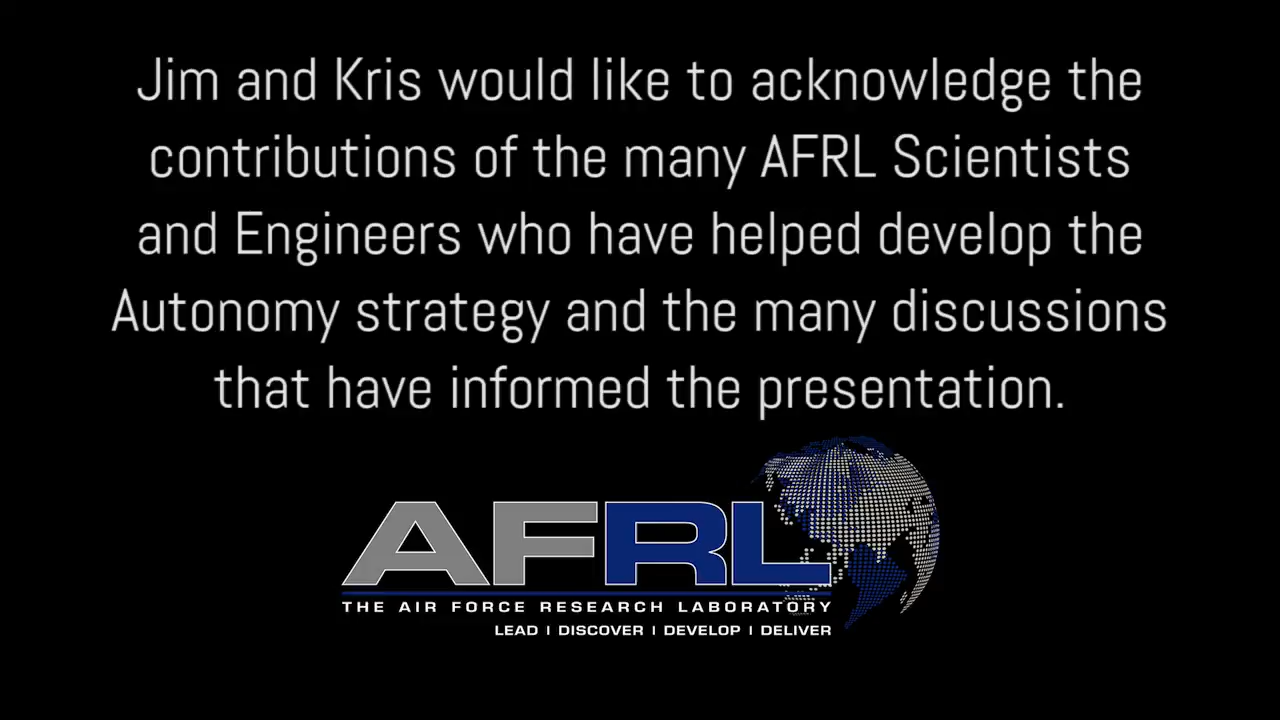 Jim and Kris would like to acknowledge the
contributions of the many AFRL Scientists
and Engineers who have helped develop the
Autonomy strategy and the many discussions
that have informed the presentation.
AFRL
THE AIR FORCE RESEARCH LABORATORY
LEAD | DISCOVER | DEVELOP | DELIVER